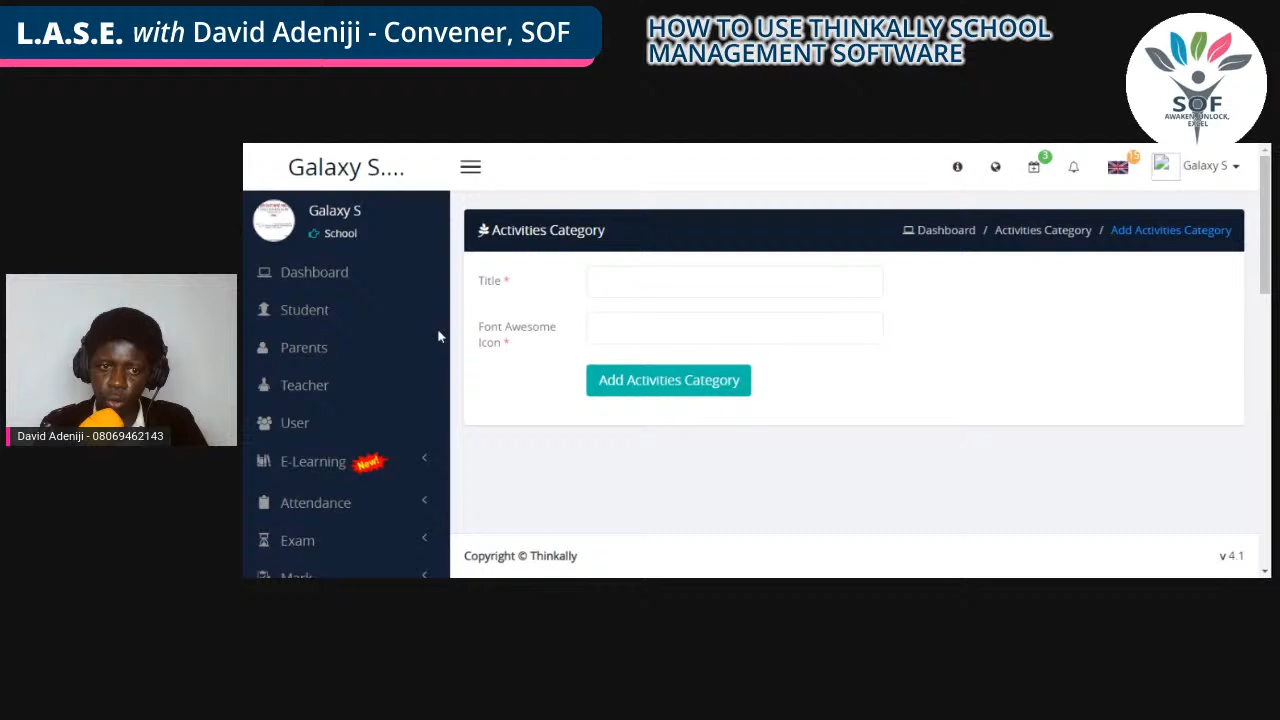 L.A.S.E. with David Adeniji - Convener, SOF
HOW TO USE THINKALLY SCHOOL
MANAGEMENT SOFTWARE
SOF
AWAKEN, UNLOCK,
EXCEL
Galaxy S....
3
15
Galaxy S
Galaxy S
School
Dashboard
Student
Parents
Teacher
User
E-Learning New!
Attendance
Exam
Mark
Activities Category
Dashboard / Activities Category / Add Activities Category
Title *
Font Awesome
Icon *
Add Activities Category
Copyright © Thinkally
v 4.1
David Adeniji - 08069462143